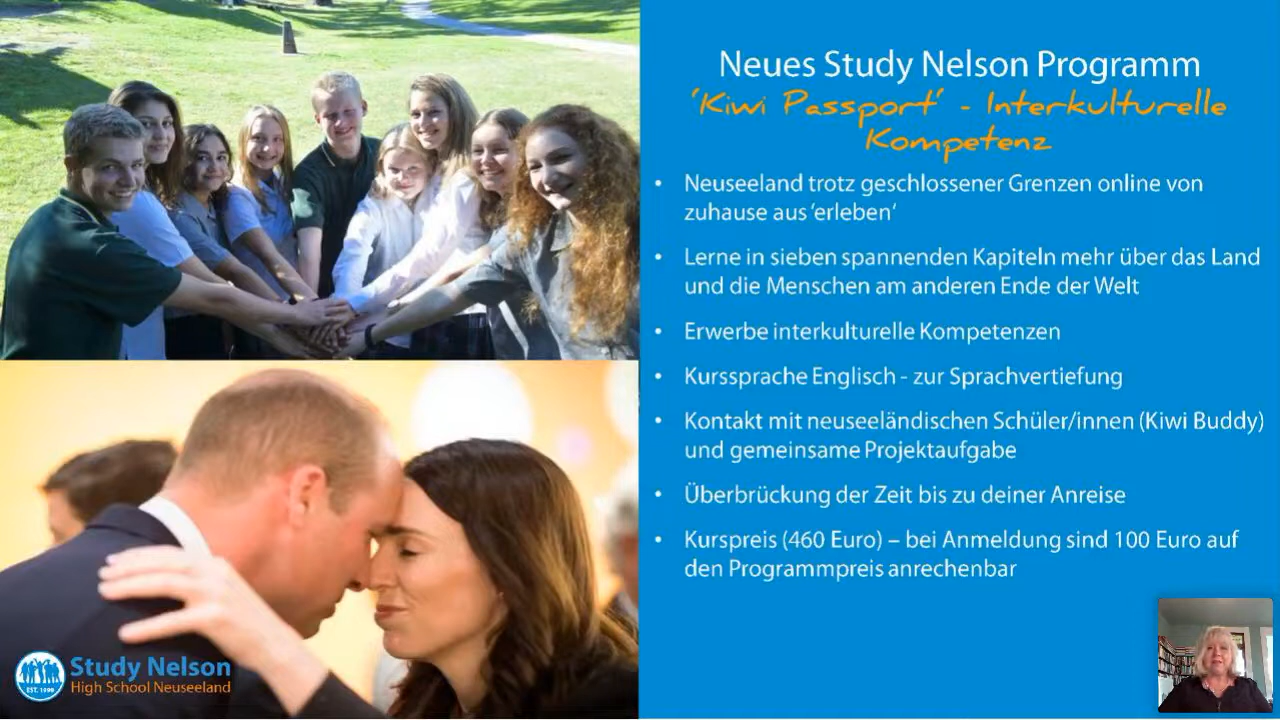 Neues Study Nelson Programm
'Kiwi Passport' - Interkulturelle
Kompetenz
• Neuseeland trotz geschlossener Grenzen online von
zuhause aus 'erleben'
• Lerne in sieben spannenden Kapiteln mehr über das Land
und die Menschen am anderen Ende der Welt
• Erwerbe interkulturelle Kompetenzen
• Kurssprache Englisch - zur Sprachvertiefung
• Kontakt mit neuseeländischen Schüler/innen (Kiwi Buddy)
und gemeinsame Projektaufgabe
• Überbrückung der Zeit bis zu deiner Anreise
• Kurspreis (460 Euro) – bei Anmeldung sind 100 Euro auf
den Programmpreis anrechenbar
Study Nelson
High School Neuseeland
EST. 1999